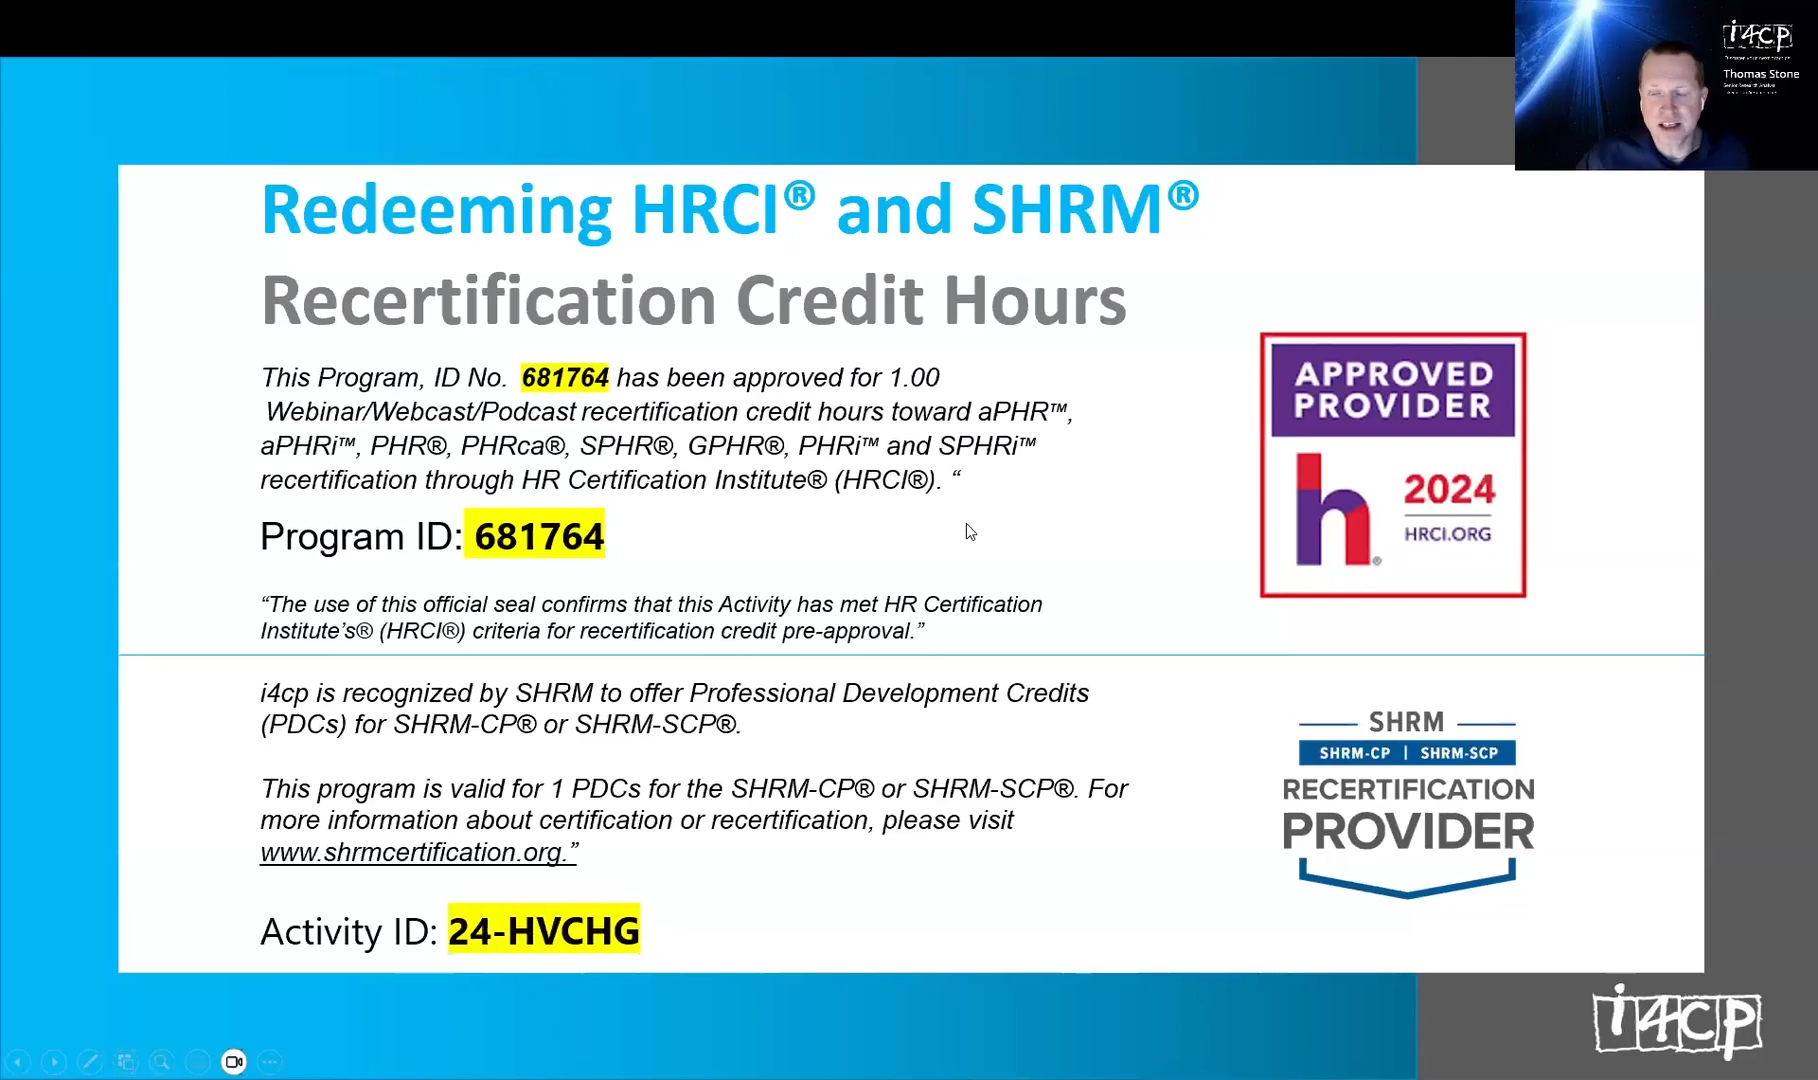 i4cp
Thomas Stone
Senior Research Analyst
Redeeming HRCI® and SHRM®
Recertification Credit Hours
This Program, ID No. 681764 has been approved for 1.00
Webinar/Webcast/Podcast recertification credit hours toward aPHR™,
aPHRi™, PHR®, PHRca®, SPHR®, GPHR®, PHRi™ and SPHRi™
recertification through HR Certification Institute® (HRCI®). “
Program ID: 681764
“The use of this official seal confirms that this Activity has met HR Certification
Institute’s® (HRCI®) criteria for recertification credit pre-approval.”
APPROVED
PROVIDER
h®
2024
HRCI.ORG
i4cp is recognized by SHRM to offer Professional Development Credits
(PDCs) for SHRM-CP® or SHRM-SCP®.
This program is valid for 1 PDCs for the SHRM-CP® or SHRM-SCP®. For
more information about certification or recertification, please visit
www.shrmcertification.org.”
Activity ID: 24-HVCHG
SHRM
SHRM-CP | SHRM-SCP
RECERTIFICATION
PROVIDER
i4cp